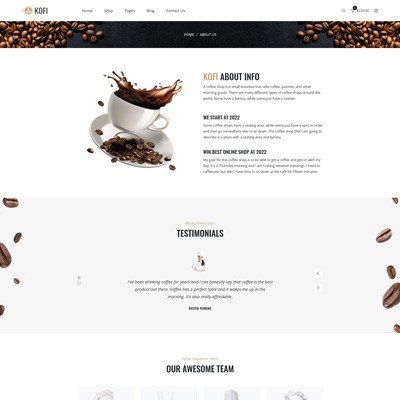 KOFI
Home Shop Pages Blog Contact Us
HOME / ABOUT US
KOFI ABOUT INFO
A coffee shop is a small business that sells coffee, pastries, and other
morning goods. There are many different types of coffee shops around the
world. Some have a barista, while some just have a cashier.
WE START AT 2022
Some coffee shops have a seating area, while some just have a spot to order
and then go somewhere else to sit down. The coffee shop that I am going to
describe is a place with a seating area and barista.
WIN BEST ONLINE SHOP AT 2022
My goal for this coffee shop is to be able to get a coffee and get on with my
day. It's a Thursday morning and I am rushing between meetings. I need to
caffeinate, but don't have time to sit down at the cafe for fifteen minutes.
What Client Says
TESTIMONIALS
I've been drinking coffee for years and I can honestly say that coffee is the best
product out there. Coffee has a perfect taste and it wakes me up in the
morning. It's also really affordable.
What Happens Here
OUR AWESOME TEAM